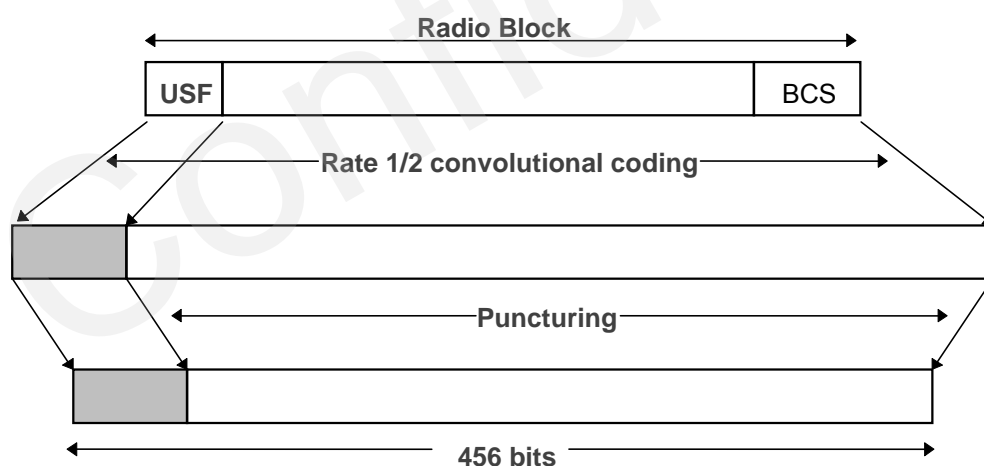 Radio Block
USF
BCS
Rate 1/2 convolutional coding
Puncturing
456 bits